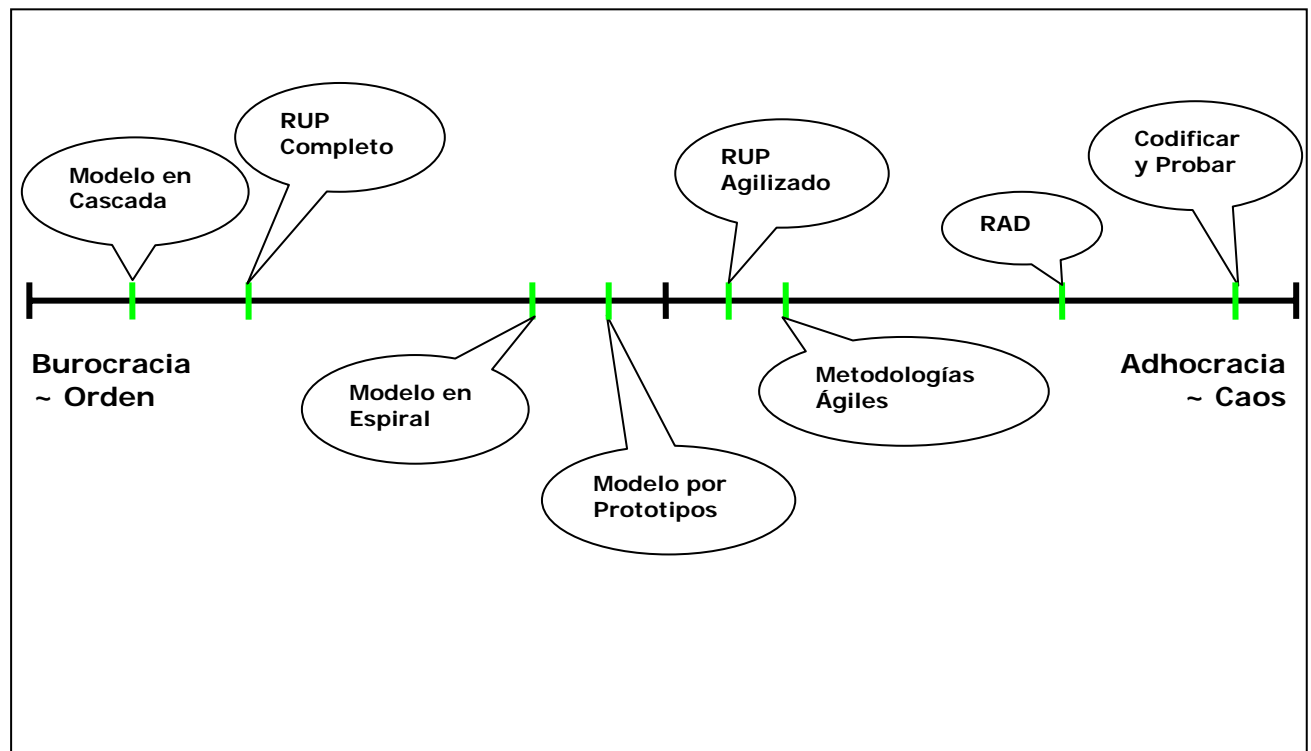 Modelo en
Cascada
RUP
Completo
RUP
Agilizado
RAD
Codificar
y Probar
Burocracia
~ Orden
Modelo en
Espiral
Modelo por
Prototipos
Metodologías
Ágiles
Adhocracia
~ Caos